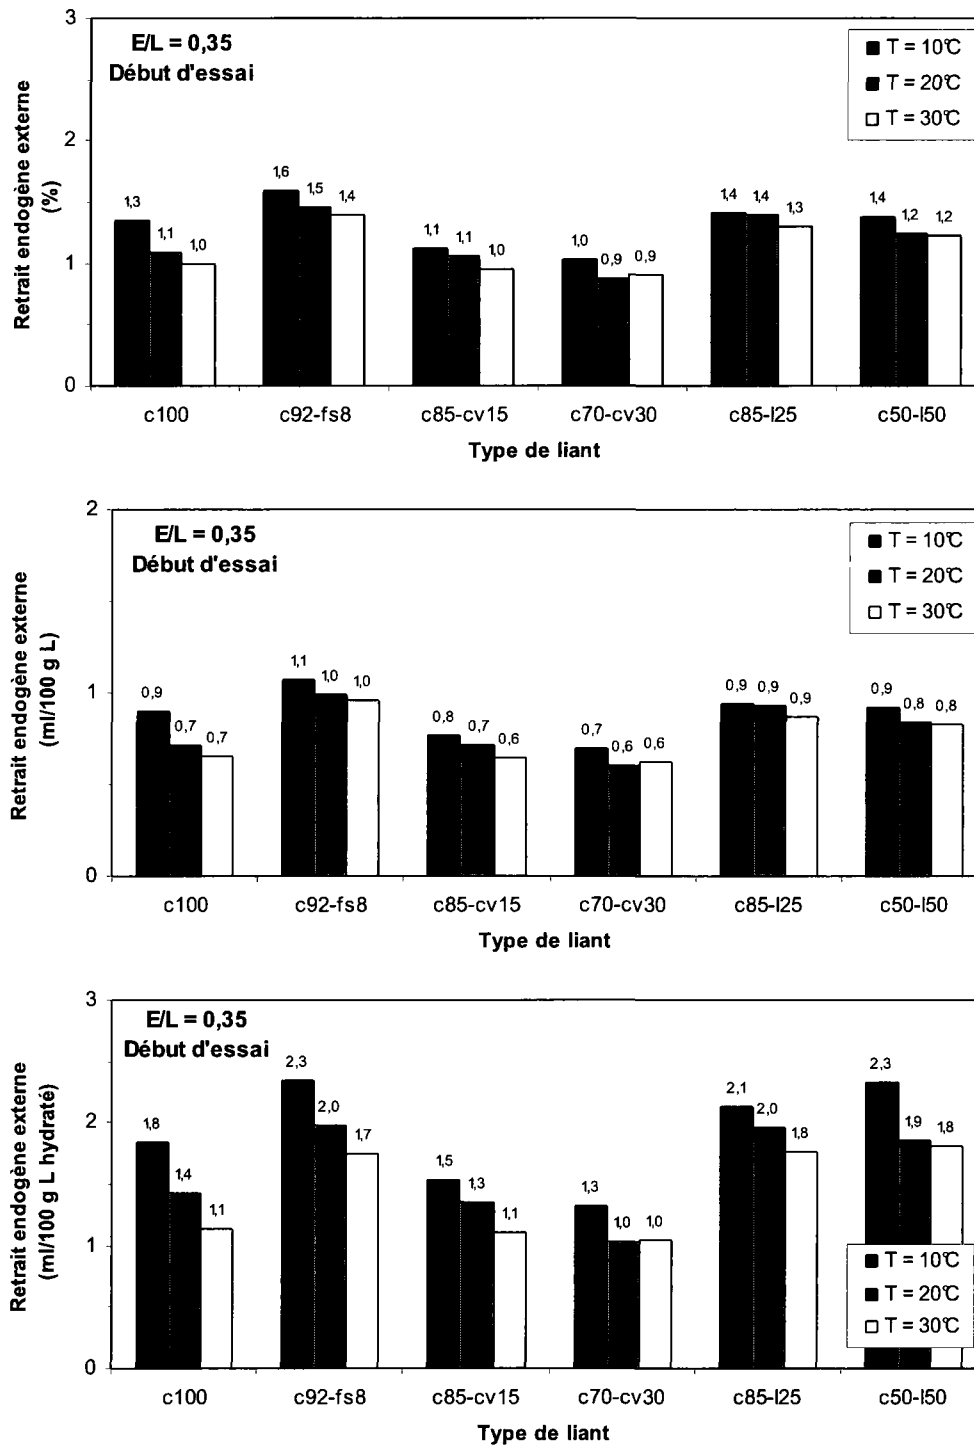 3
E/L = 0,35
Début d'essai
T = 10°C
T = 20°C
T = 30°C
2
1
0
Retrait endogène externe
(%)
1,3
1,1
1,0
1,6
1,5
1,4
1,1
1,1
1,0
1,0
0,9
0,9
1,4
1,4
1,3
1,4
1,2
1,2
c100
c92-fs8
c85-cv15
c70-cv30
c85-l25
c50-l50
Type de liant
2
E/L = 0,35
Début d'essai
T = 10°C
T = 20°C
T = 30°C
1
0
Retrait endogène externe
(ml/100 g L)
0,9
0,7
0,7
1,1
1,0
1,0
0,8
0,7
0,6
0,7
0,6
0,6
0,9
0,9
0,9
0,9
0,8
0,8
c100
c92-fs8
c85-cv15
c70-cv30
c85-l25
c50-l50
Type de liant
3
E/L = 0,35
Début d'essai
2
1
0
Retrait endogène externe
(ml/100 g L hydraté)
1,8
1,4
1,1
2,3
2,0
1,7
1,5
1,3
1,1
1,3
1,0
1,0
2,1
2,0
1,8
2,3
1,9
1,8
T = 10°C
T = 20°C
T = 30°C
c100
c92-fs8
c85-cv15
c70-cv30
c85-l25
c50-l50
Type de liant